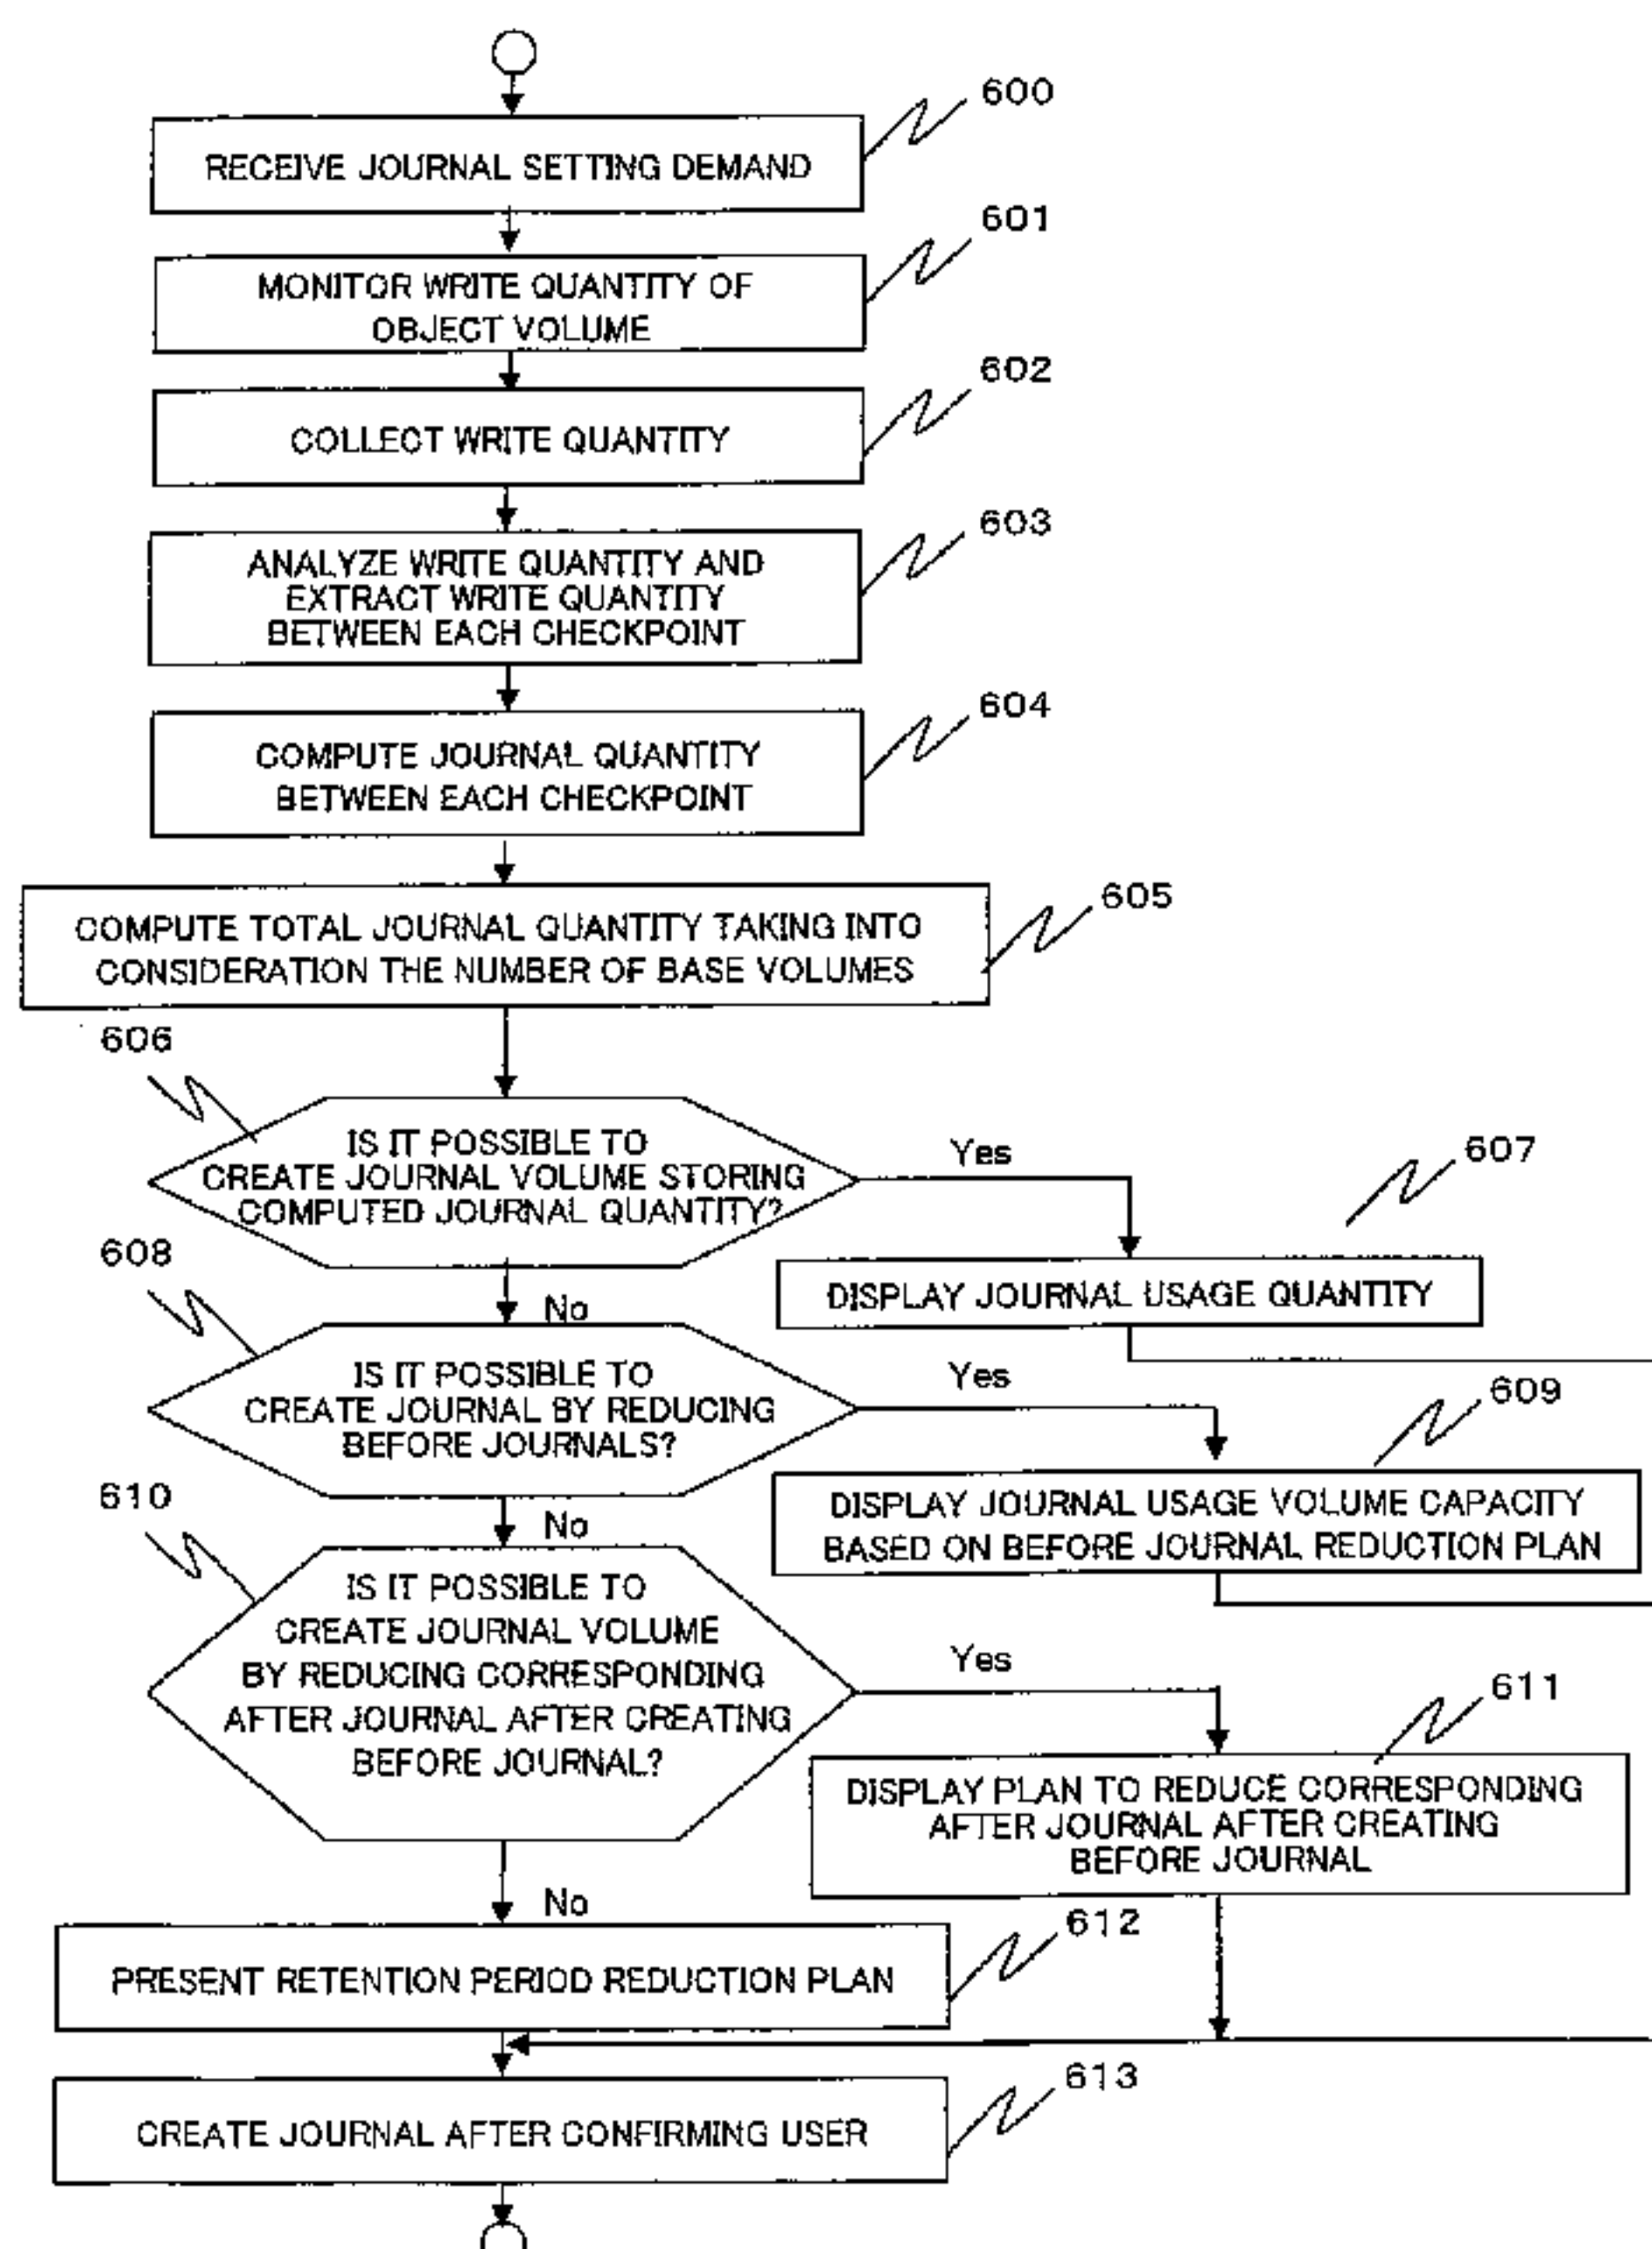 600
RECEIVE JOURNAL SETTING DEMAND
601
MONITOR WRITE QUANTITY OF
OBJECT VOLUME
602
COLLECT WRITE QUANTITY
603
ANALYZE WRITE QUANTITY AND
EXTRACT WRITE QUANTITY
BETWEEN EACH CHECKPOINT
604
COMPUTE JOURNAL QUANTITY
BETWEEN EACH CHECKPOINT
605
COMPUTE TOTAL JOURNAL QUANTITY TAKING INTO
CONSIDERATION THE NUMBER OF BASE VOLUMES
606
IS IT POSSIBLE TO
CREATE JOURNAL VOLUME STORING
COMPUTED JOURNAL QUANTITY?
Yes
607
DISPLAY JOURNAL USAGE QUANTITY
No
608
IS IT POSSIBLE TO
CREATE JOURNAL BY REDUCING
BEFORE JOURNALS?
Yes
609
DISPLAY JOURNAL USAGE VOLUME CAPACITY
BASED ON BEFORE JOURNAL REDUCTION PLAN
No
610
IS IT POSSIBLE TO
CREATE JOURNAL VOLUME
BY REDUCING CORRESPONDING
AFTER JOURNAL AFTER CREATING
BEFORE JOURNAL?
Yes
611
DISPLAY PLAN TO REDUCE CORRESPONDING
AFTER JOURNAL AFTER CREATING
BEFORE JOURNAL
No
612
PRESENT RETENTION PERIOD REDUCTION PLAN
613
CREATE JOURNAL AFTER CONFIRMING USER